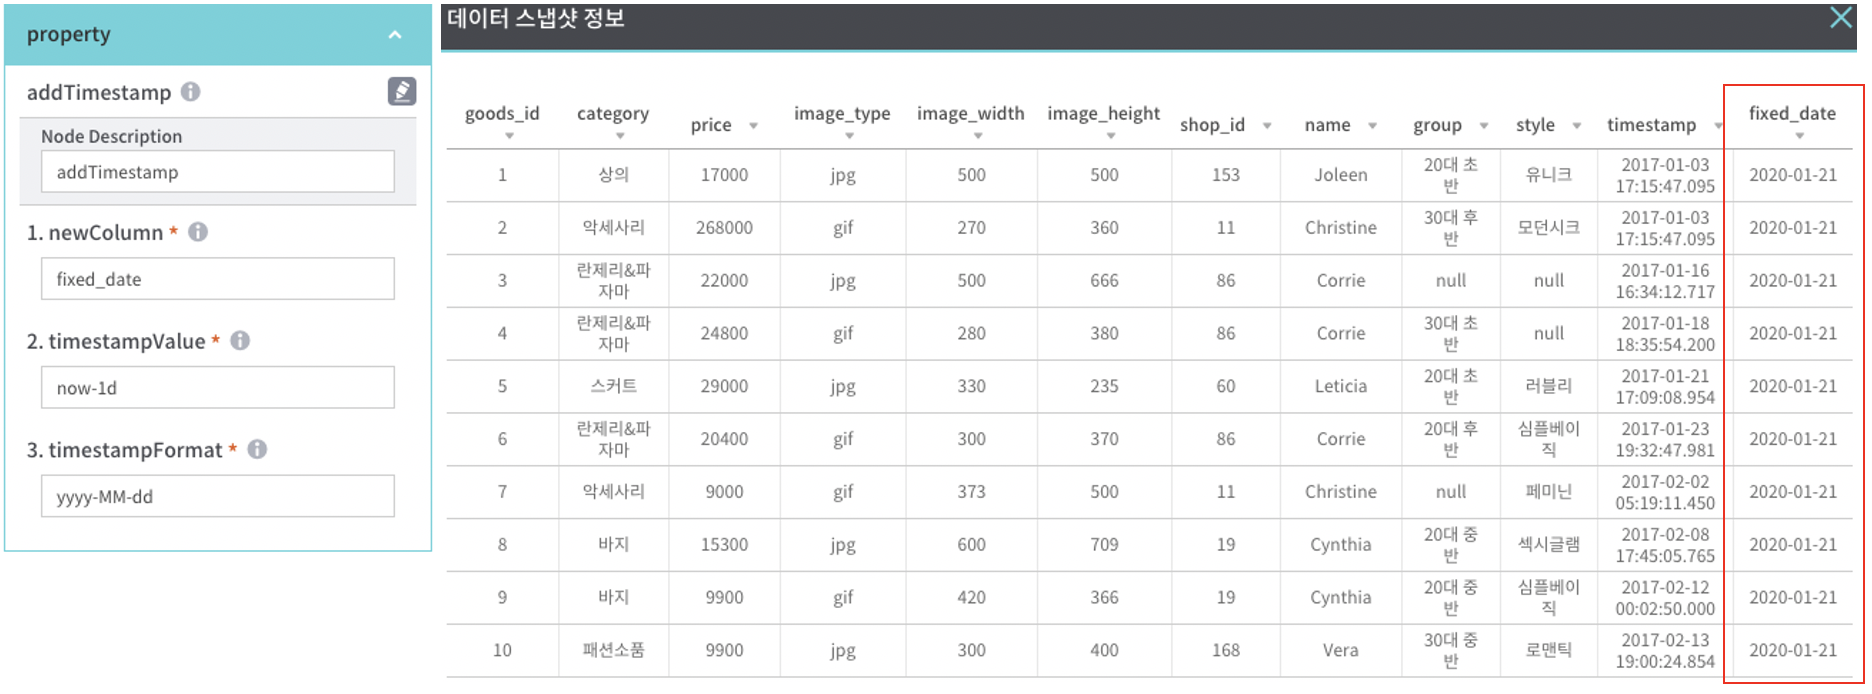 property
addTimestamp
Node Description
addTimestamp
1. newColumn *
fixed_date
2. timestampValue *
now-1d
3. timestampFormat *
yyyy-MM-dd
데이터 스냅샷 정보
goods_id category price image_type image_width image_height shop_id name group style timestamp fixed_date
1 상의 17000 jpg 500 500 153 Joleen 20대 초반 유니크 2017-01-03 17:15:47.095 2020-01-21
2 악세사리 268000 gif 270 360 11 Christine 30대 후반 모던시크 2017-01-03 17:15:47.095 2020-01-21
3 란제리&파자마 22000 jpg 500 666 86 Corrie null null 2017-01-16 16:34:12.717 2020-01-21
4 란제리&파자마 24800 gif 280 380 86 Corrie 30대 초반 null 2017-01-18 18:35:54.200 2020-01-21
5 스커트 29000 jpg 330 235 60 Leticia 20대 초반 러블리 2017-01-21 17:09:08.954 2020-01-21
6 란제리&파자마 20400 gif 300 370 86 Corrie 20대 후반 심플베이직 2017-01-23 19:32:47.981 2020-01-21
7 악세사리 9000 gif 373 500 11 Christine null 페미닌 2017-02-02 05:19:11.450 2020-01-21
8 바지 15300 jpg 600 709 19 Cynthia 20대 중반 섹시글램 2017-02-08 17:45:05.765 2020-01-21
9 바지 9900 gif 420 366 19 Cynthia 20대 중반 심플베이직 2017-02-12 00:02:50.000 2020-01-21
10 패션소품 9900 jpg 300 400 168 Vera 30대 중반 로맨틱 2017-02-13 19:00:24.854 2020-01-21